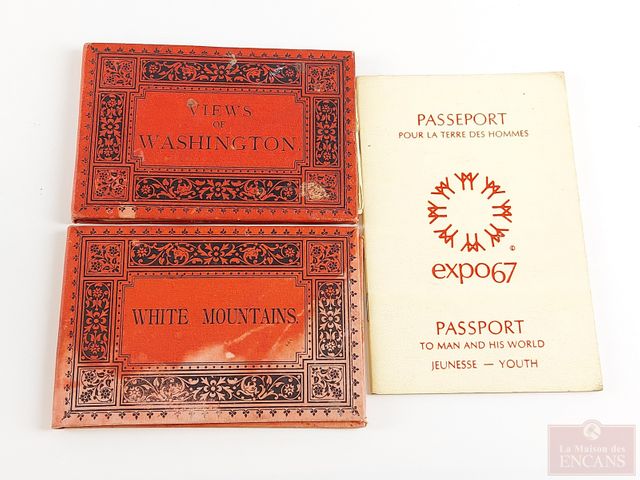 VIEWS
OF
WASHINGTON.
WHITE MOUNTAINS.
PASSEPORT
POUR LA TERRE DES HOMMES
©
expo67
PASSPORT
TO MAN AND HIS WORLD
JEUNESSE — YOUTH
La Maison des
ENCANS